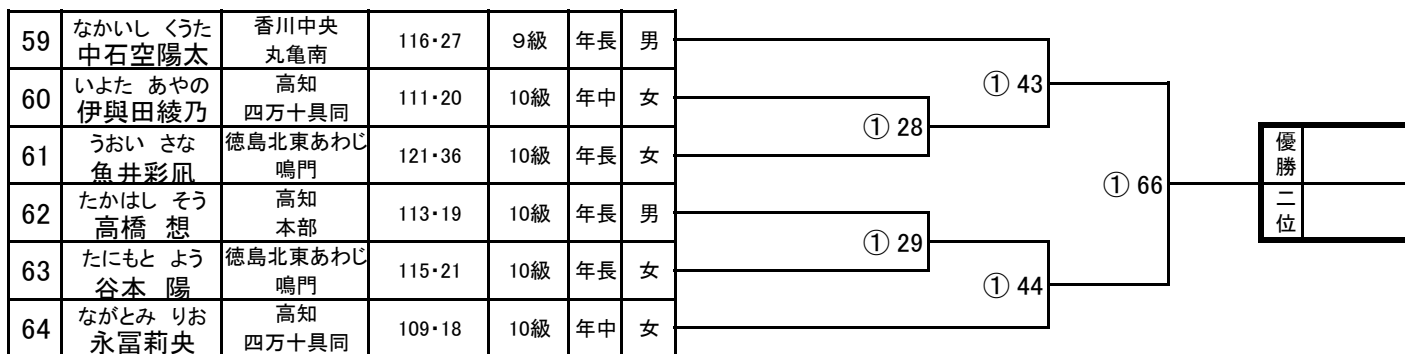 59 なかいし くうた 中石空陽太 香川中央 丸亀南 116・27 9級 年長 男
60 いよた あやの 伊與田綾乃 高知 四万十具同 111・20 10級 年中 女
61 うおい さな 魚井彩凪 徳島北東あわじ 鳴門 121・36 10級 年長 女
62 たかはし そう 高橋 想 高知 本部 113・19 10級 年長 男
63 たにもと よう 谷本 陽 徳島北東あわじ 鳴門 115・21 10級 年長 女
64 ながとみ りお 永冨莉央 高知 四万十具同 109・18 10級 年中 女
① 43
① 28
① 66
① 29
① 44
優勝
二位